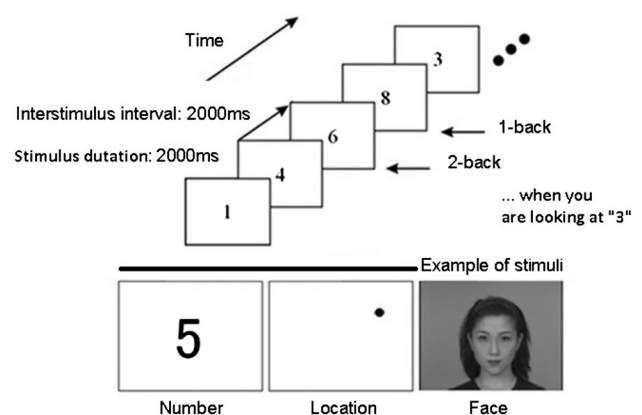 Time
3
8
Interstimulus interval: 2000ms
6
1-back
Stimulus dutation: 2000ms
2-back
4
... when you
are looking at "3"
1
Example of stimuli
5
Number Location Face